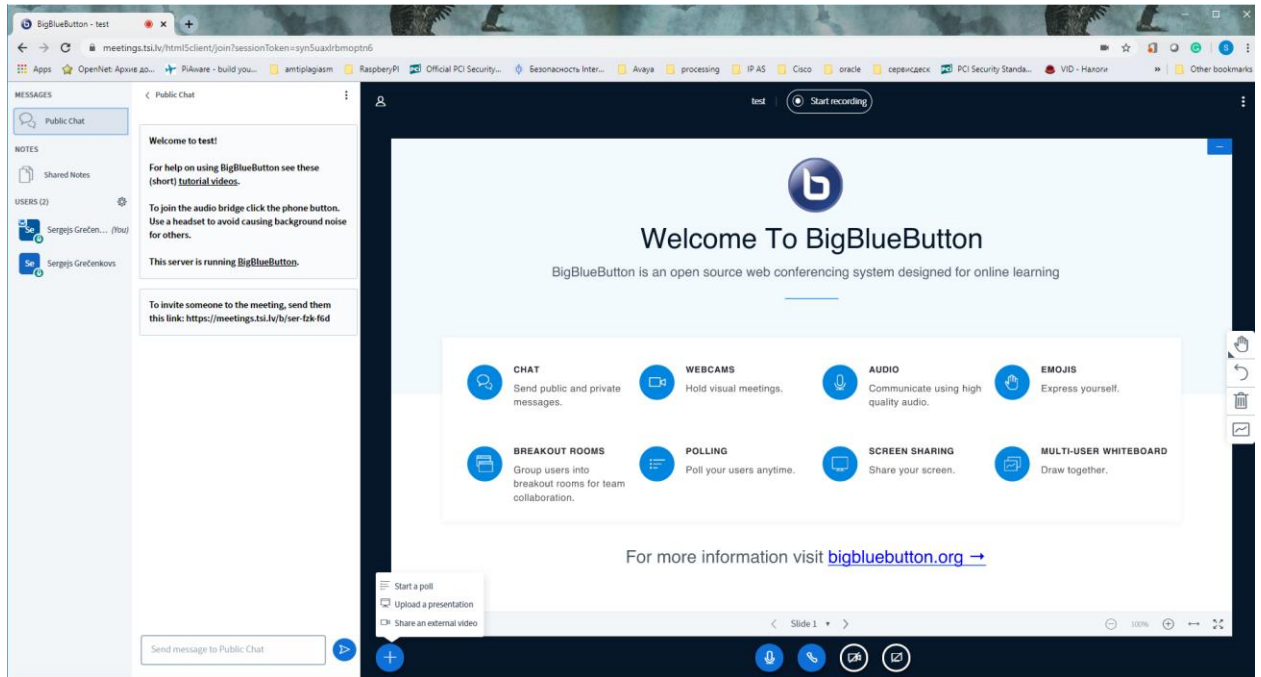 BigBlueButton - test
meetings.tsi.lv/html5client/join?sessionToken=syn5uaxlrbmoptn6
Apps
OpenNet: Архив до...
PiAware - build you...
amtiplagiasm
RaspberyPI
Official PCI Security...
Безопасность Inter...
Avaya
processing
IP AS
Cisco
oracle
сервисдеск
PCI Security Standa...
VID - Налоги
»
Other bookmarks
MESSAGES
Public Chat
NOTES
Shared Notes
USERS (2)
Se
Sergejs Grečen... (You)
Se
Sergejs Grečenkovs
Public Chat
Welcome to test!
For help on using BigBlueButton see these
(short) tutorial videos.
To join the audio bridge click the phone button.
Use a headset to avoid causing background noise
for others.
This server is running BigBlueButton.
To invite someone to the meeting, send them
this link: https://meetings.tsi.lv/b/ser-fzk-f6d
Send message to Public Chat
test
Start recording
Welcome To BigBlueButton
BigBlueButton is an open source web conferencing system designed for online learning
CHAT
Send public and private
messages.
WEBCAMS
Hold visual meetings.
AUDIO
Communicate using high
quality audio.
EMOJIS
Express yourself.
BREAKOUT ROOMS
Group users into
breakout rooms for team
collaboration.
POLLING
Poll your users anytime.
SCREEN SHARING
Share your screen.
MULTI-USER WHITEBOARD
Draw together.
For more information visit bigbluebutton.org →
Start a poll
Upload a presentation
Share an external video
Slide 1
100%